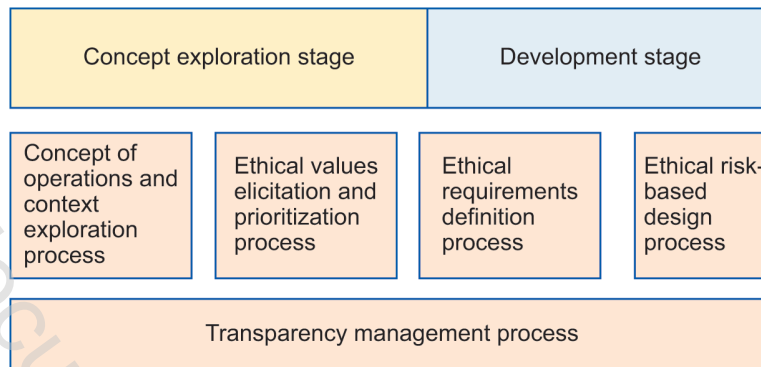 Concept exploration stage
Development stage
Concept of
operations and
context
exploration
process
Ethical values
elicitation and
prioritization
process
Ethical
requirements
definition
process
Ethical risk-
based
design
process
Transparency management process